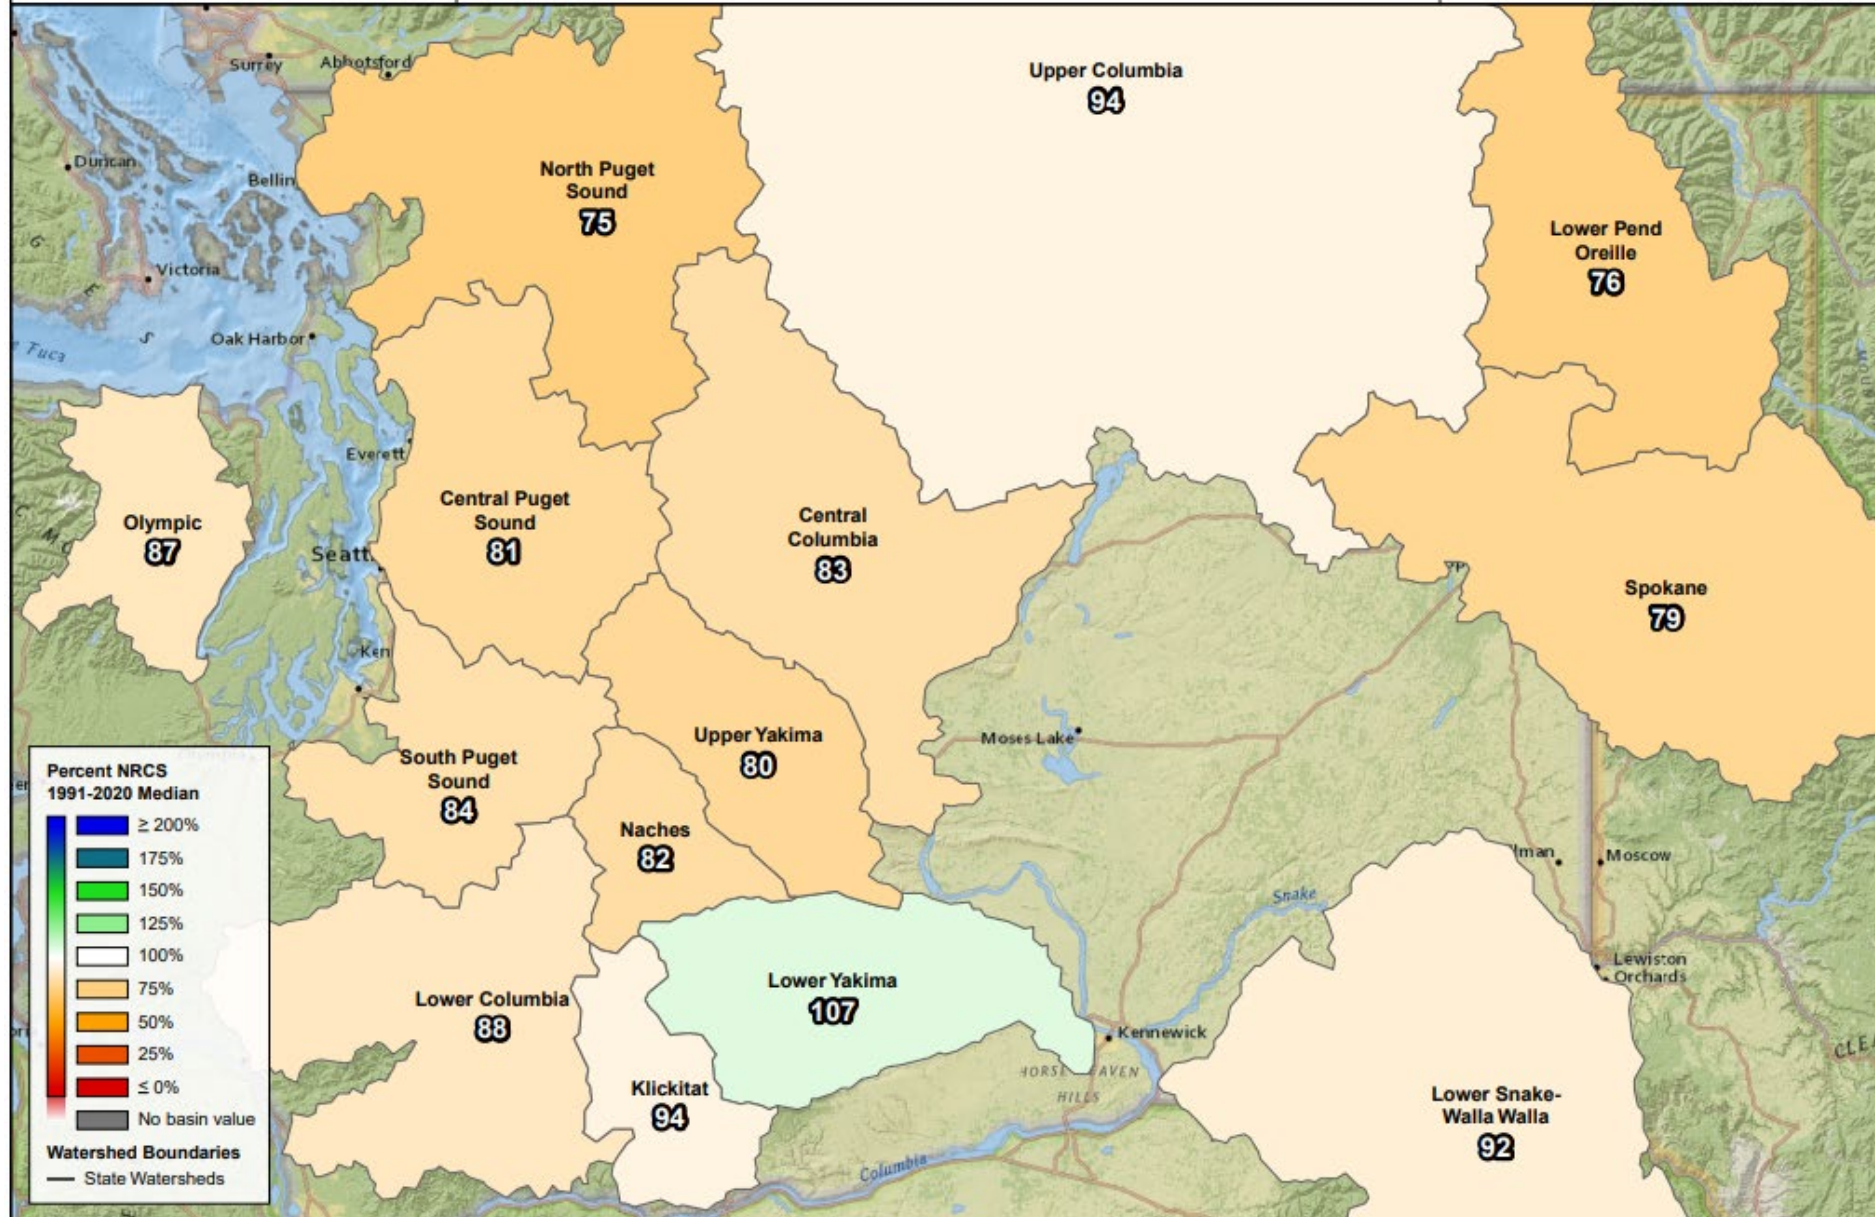 Surrey
Abbotsford
Upper Columbia
94
Duncan
Bellin
North Puget
Sound
75
Lower Pend
Oreille
76
Victoria
G
E
S
Tuca
Oak Harbor
Everett
Olympic
87
Central Puget
Sound
81
Seatt
Central
Columbia
83
Spokane
79
Ken
Moses Lake
Upper Yakima
80
South Puget
Sound
84
Naches
82
lman
Moscow
Snake
Lewiston
Orchards
Lower Yakima
107
Lower Columbia
88
Kennewick
HORSE
EAVEN
HILLS
Klickitat
94
CLE
Lower Snake-
Walla Walla
92
Columbia
Percent NRCS
1991-2020 Median
≥ 200%
175%
150%
125%
100%
75%
50%
25%
≤ 0%
No basin value
Watershed Boundaries
State Watersheds